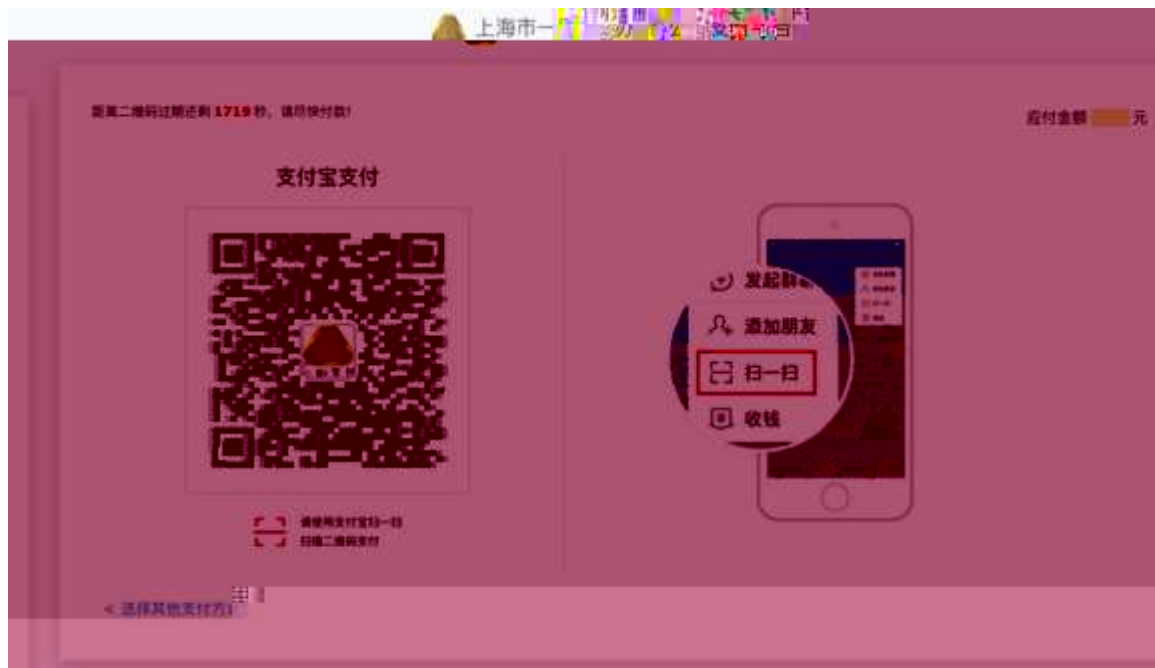 上海市一
距离二维码过期还剩 1719 秒，请尽快付款！
应付金额 元
支付宝支付
发起群
添加朋友
扫一扫
收钱
请使用支付宝扫一扫
扫描二维码支付
< 选择其他支付方式